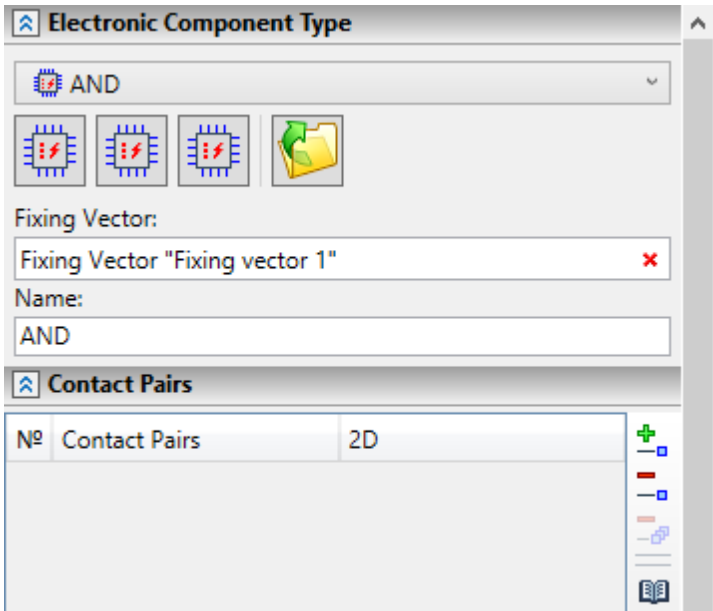 Electronic Component Type
AND
Fixing Vector:
Fixing Vector "Fixing vector 1"
Name:
AND
Contact Pairs
№ Contact Pairs 2D